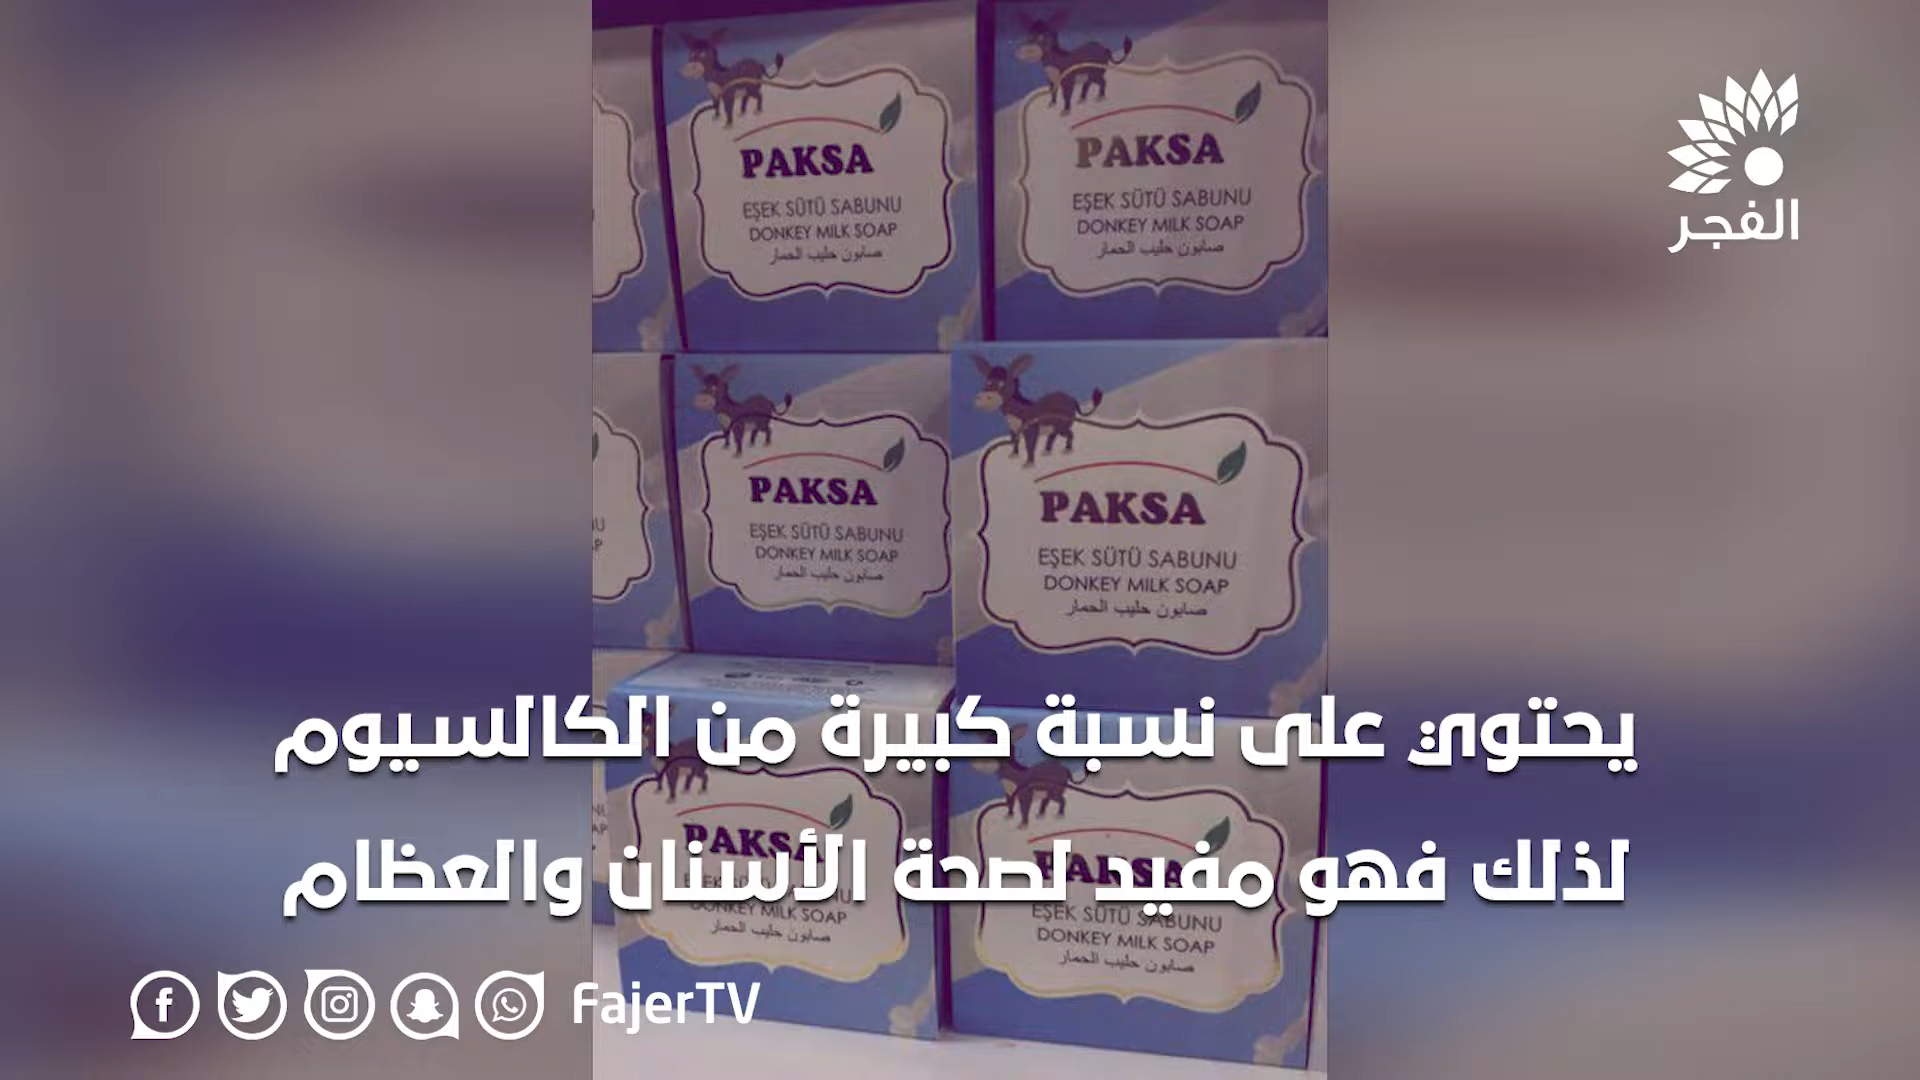 الفجر
PAKSA
EŞEK SÜTÜ SABUNU
DONKEY MILK SOAP
صابون حليب الحمار
PAKSA
EŞEK SÜTÜ SABUNU
DONKEY MILK SOAP
صابون حليب الحمار
PAKSA
EŞEK SÜTÜ SABUNU
DONKEY MILK SOAP
صابون حليب الحمار
PAKSA
EŞEK SÜTÜ SABUNU
DONKEY MILK SOAP
صابون حليب الحمار
يحتوي على نسبة كبيرة من الكالسيوم
لذلك فهو مفيد لصحة الأسنان والعظام
PAKSA
DONKEY MILK SOAP
صابون حليب الحمار
PAKSA
EŞEK SÜTÜ SABUNU
DONKEY MILK SOAP
صابون حليب الحمار
FajerTV